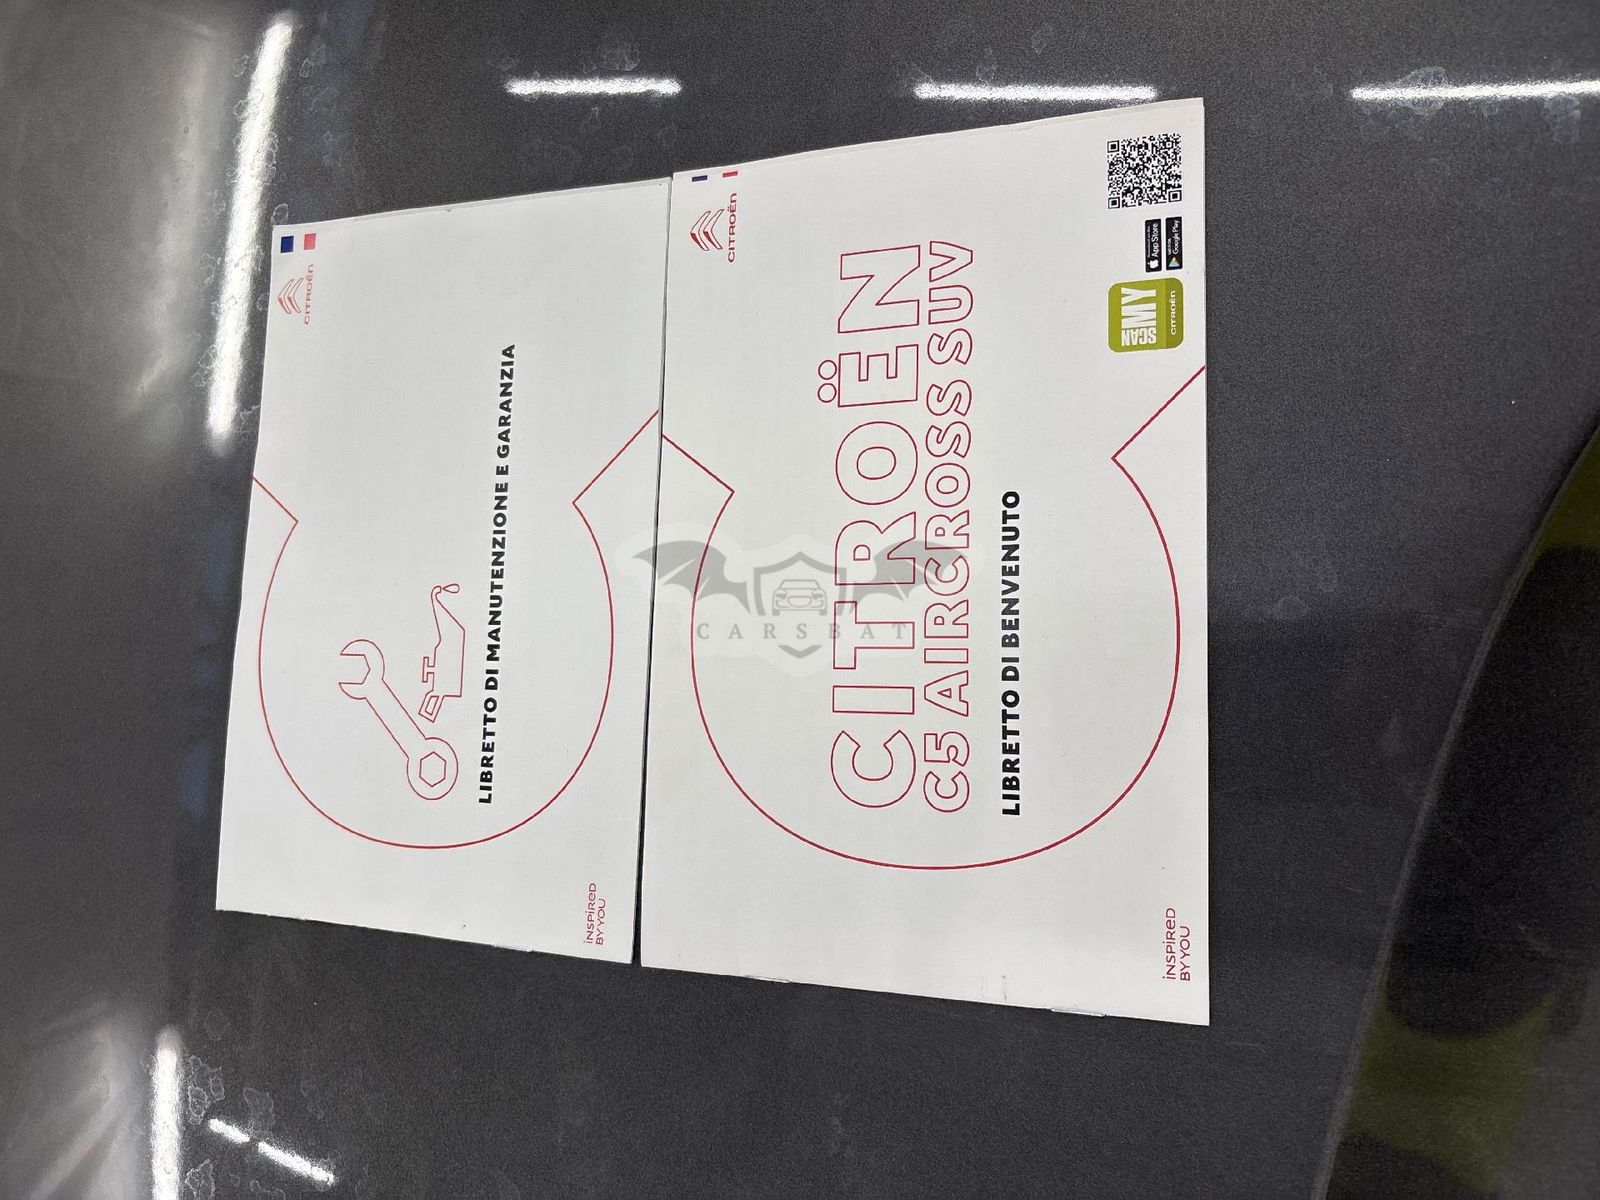 CITROËN
LIBRETTO DI MANUTENZIONE E GARANZIA
INSPIRED
BY YOU
CITROËN
CITROËN
C5 AIRCROSS SUV
LIBRETTO DI BENVENUTO
SCAN
MY
CITROËN
App Store
Google Play
INSPIRED
BY YOU
CARSBAT